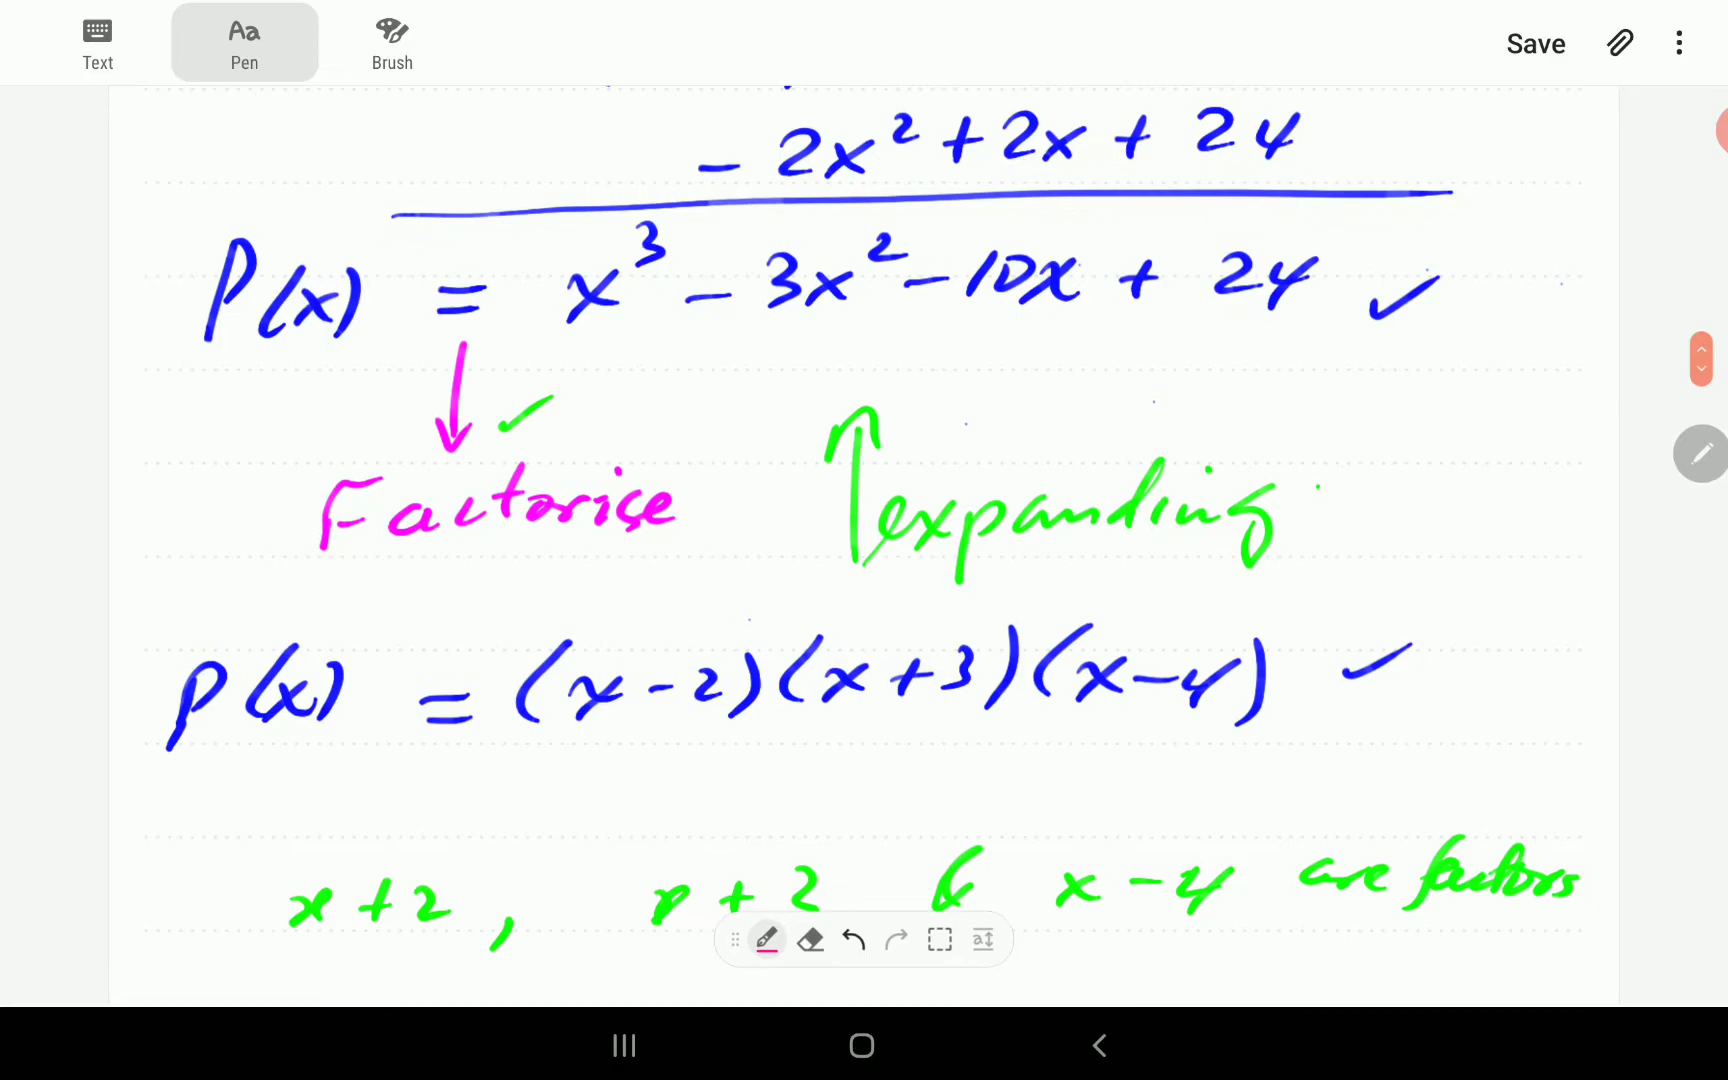 Text Aa Pen Brush Save
- 2x² + 2x + 24
P(x) = x³ - 3x² - 10x + 24 ✓
✓
Factorise expanding
P(x) = (x-2)(x+3)(x-4) ✓
x+2, x+2 & x-4 are factors